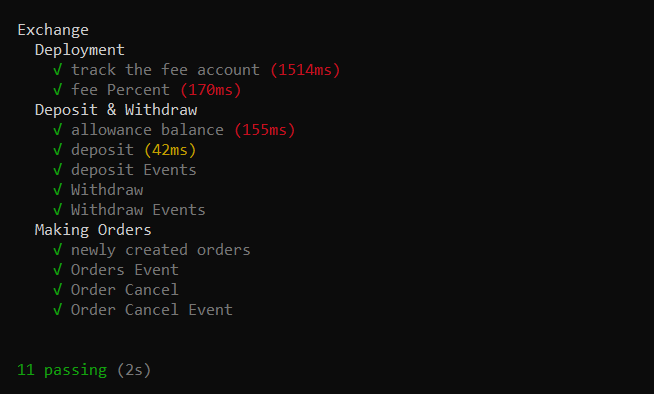 Exchange
Deployment
√ track the fee account (1514ms)
√ fee Percent (170ms)
Deposit & Withdraw
√ allowance balance (155ms)
√ deposit (42ms)
√ deposit Events
√ Withdraw
√ Withdraw Events
Making Orders
√ newly created orders
√ Orders Event
√ Order Cancel
√ Order Cancel Event
11 passing (2s)